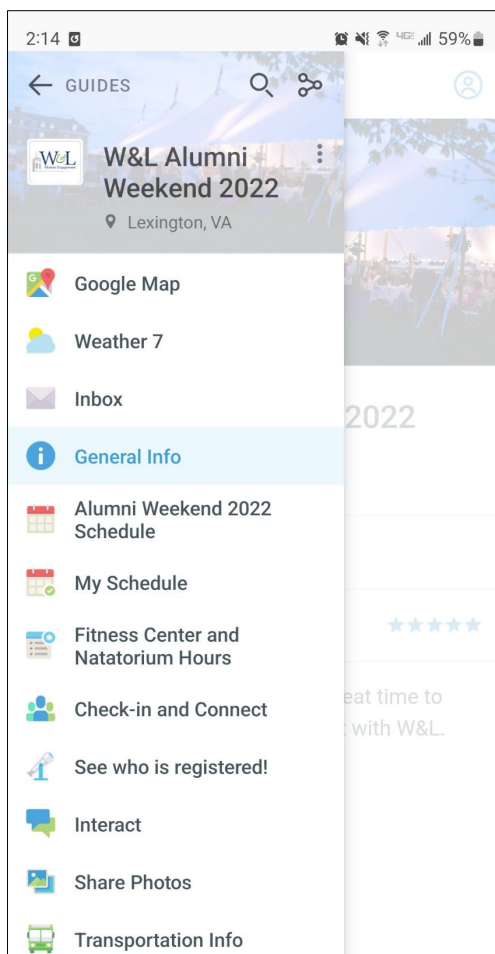 2:14 59%
GUIDES
W&L
W&L Alumni
Weekend 2022
Lexington, VA
Google Map
Weather 7
Inbox
2022
General Info
Alumni Weekend 2022
Schedule
My Schedule
Fitness Center and
Natatorium Hours
Check-in and Connect
eat time to
with W&L.
See who is registered!
Interact
Share Photos
Transportation Info